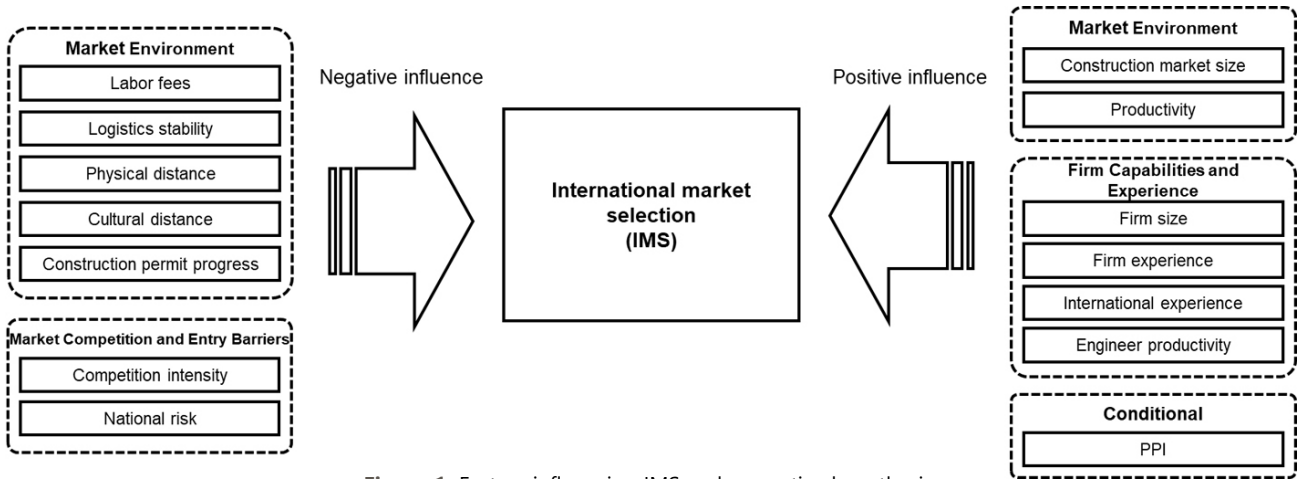 Market Environment
Labor fees
Logistics stability
Physical distance
Cultural distance
Construction permit progress
Market Competition and Entry Barriers
Competition intensity
National risk
Negative influence
International market
selection
(IMS)
Positive influence
Market Environment
Construction market size
Productivity
Firm Capabilities and
Experience
Firm size
Firm experience
International experience
Engineer productivity
Conditional
PPI